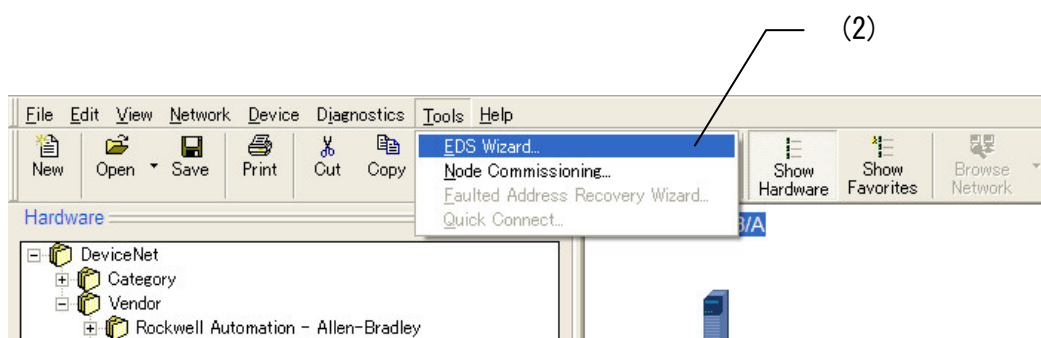 (2)
File Edit View Network Device Diagnostics Tools Help
New Open Save Print Cut Copy
EDS Wizard...
Node Commissioning...
Faulted Address Recovery Wizard...
Quick Connect...
Show Hardware
Show Favorites
Browse Network
Hardware
/A
DeviceNet
Category
Vendor
Rockwell Automation - Allen-Bradley